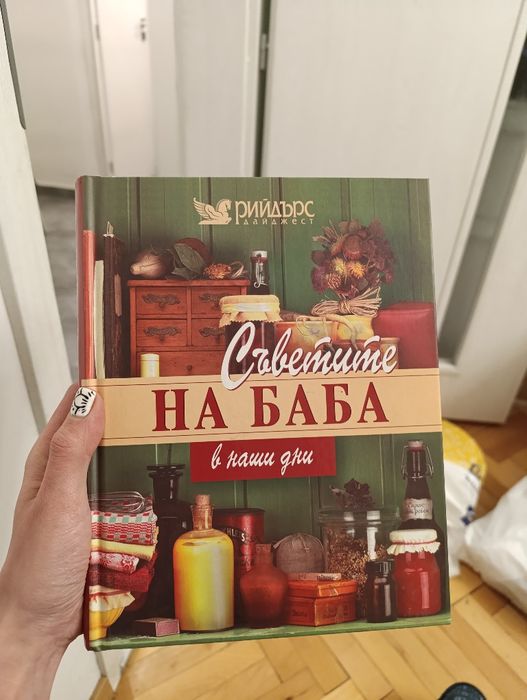 РИЙДЪРС
ДАЙДЖЕСТ
Съветите
НА БАБА
в наши дни